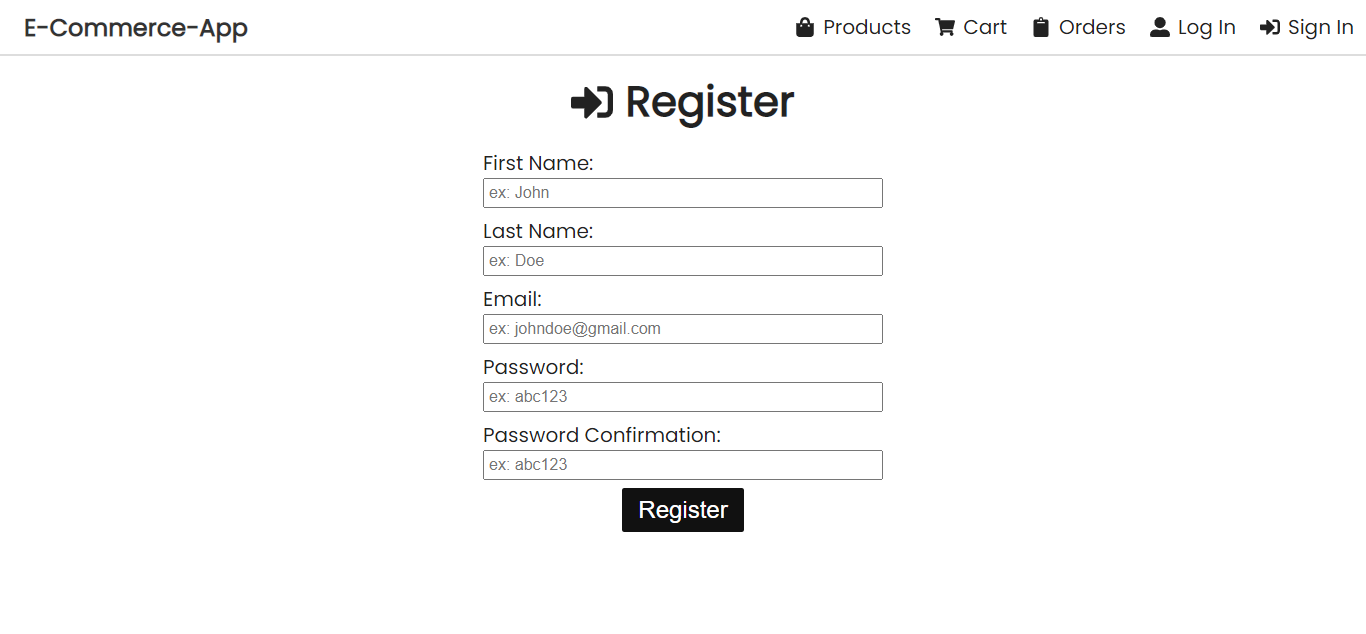 E-Commerce-App Products Cart Orders Log In Sign In
Register
First Name:
ex: John
Last Name:
ex: Doe
Email:
ex: johndoe@gmail.com
Password:
ex: abc123
Password Confirmation:
ex: abc123
Register